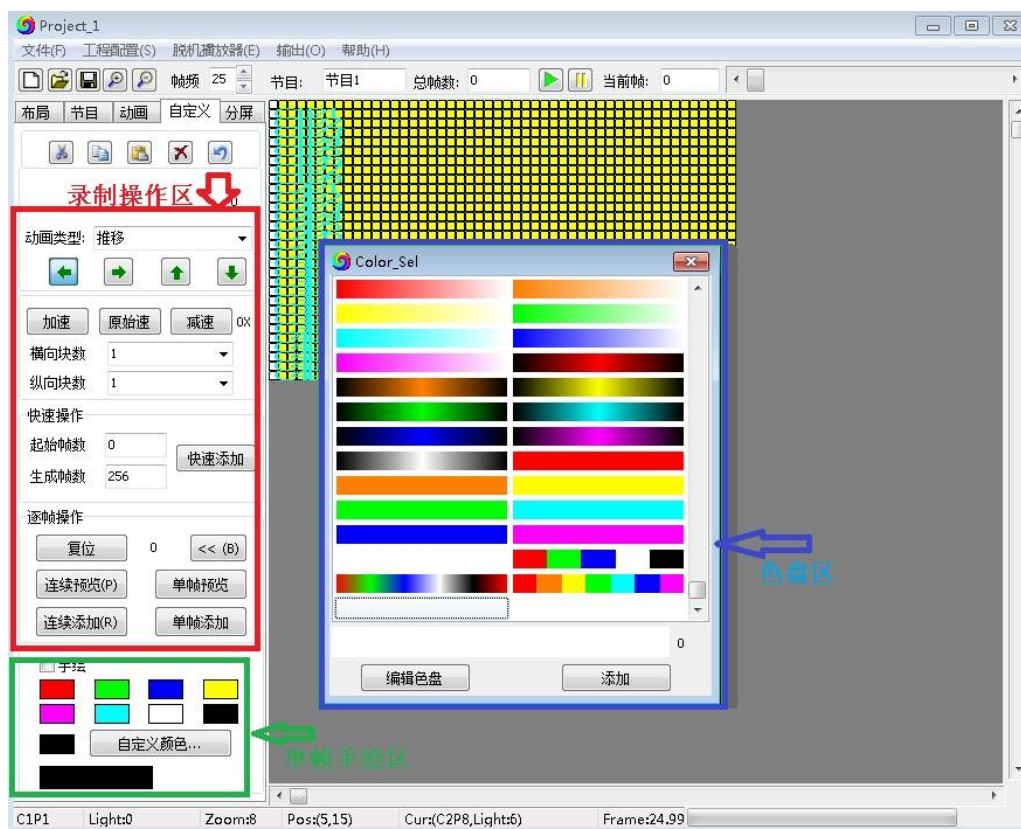 Project_1
文件(F) 工程配置(S) 脱机播放器(E) 输出(O) 帮助(H)
帧频 25 节目: 节目1 总帧数: 0 当前帧: 0
布局 节目 动画 自定义 分屏
录制操作区
动画类型: 推移
加速 原始速 减速 0X
横向块数 1
纵向块数 1
快速操作
起始帧数 0
快速添加
生成帧数 256
逐帧操作
复位 0 << (B)
连续预览(P) 单帧预览
连续添加(R) 单帧添加
手绘
自定义颜色...
单帧手绘区
Color_Sel
0
编辑色盘 添加
色盘区
C1P1 Light:0 Zoom:8 Pos:(5,15) Cur:(C2P8,Light:6) Frame:24.99